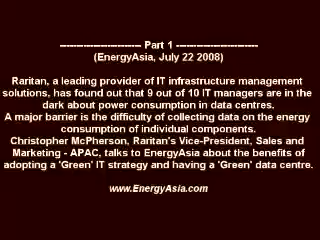 ------------------------ Part 1 ------------------------
(EnergyAsia, July 22 2008)
Raritan, a leading provider of IT infrastructure management
solutions, has found out that 9 out of 10 IT managers are in the
dark about power consumption in data centres.
A major barrier is the difficulty of collecting data on the energy
consumption of individual components.
Christopher McPherson, Raritan's Vice-President, Sales and
Marketing - APAC, talks to EnergyAsia about the benefits of
adopting a 'Green' IT strategy and having a 'Green' data centre.
www.EnergyAsia.com